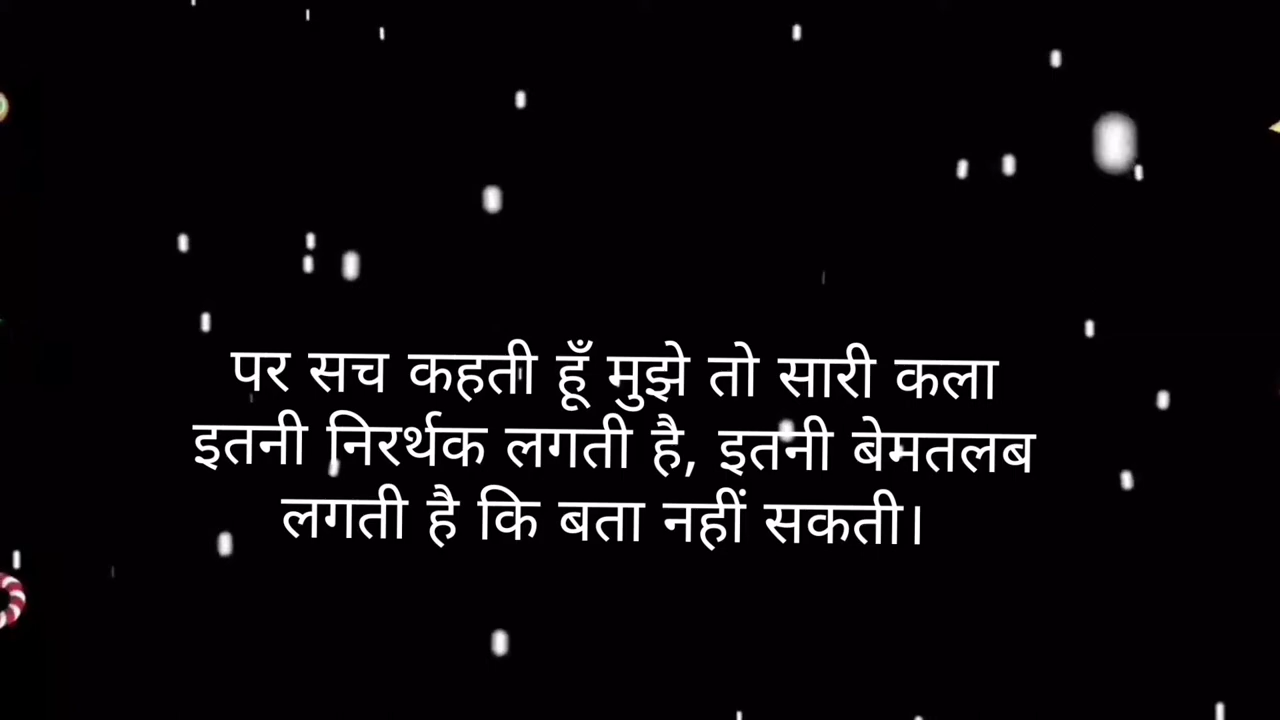 पर सच कहती हूँ मुझे तो सारी कला
इतनी निरर्थक लगती है, इतनी बेमतलब
लगती है कि बता नहीं सकती।